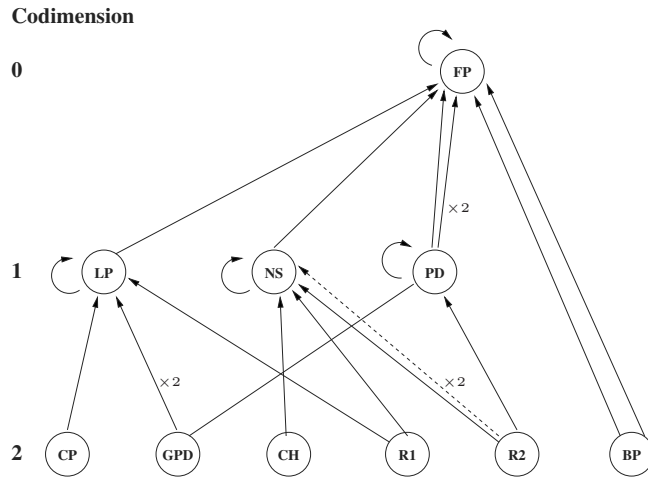 Codimension
0
FP
×2
1
LP
NS
PD
×2
×2
2
CP
GPD
CH
R1
R2
BP